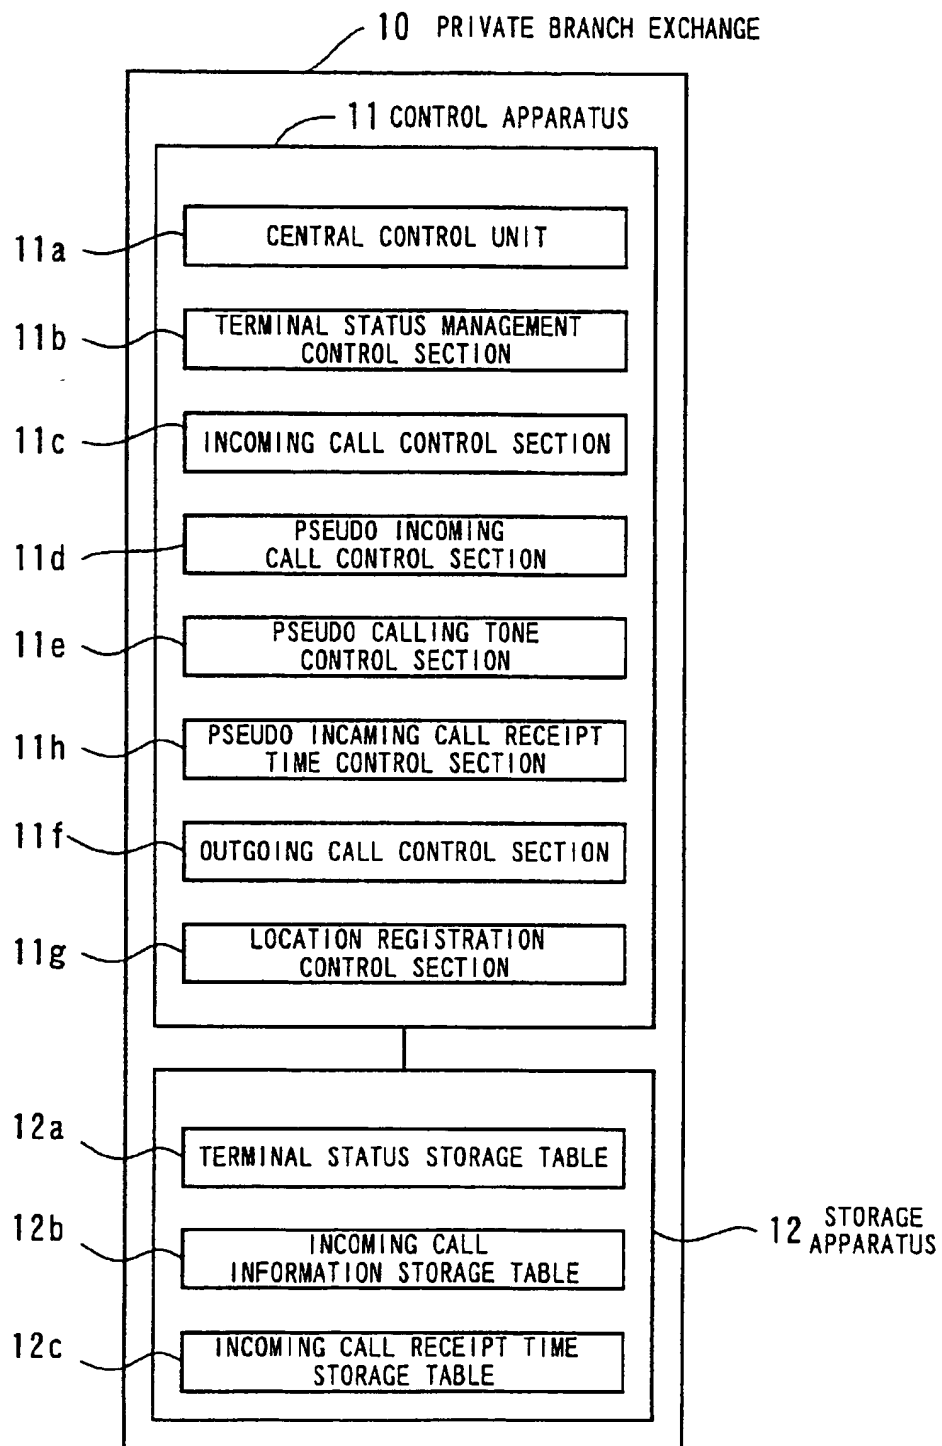 10 PRIVATE BRANCH EXCHANGE
11 CONTROL APPARATUS
11a
CENTRAL CONTROL UNIT
11b
TERMINAL STATUS MANAGEMENT
CONTROL SECTION
11c
INCOMING CALL CONTROL SECTION
11d
PSEUDO INCOMING
CALL CONTROL SECTION
11e
PSEUDO CALLING TONE
CONTROL SECTION
11h
PSEUDO INCAMING CALL RECEIPT
TIME CONTROL SECTION
11f
OUTGOING CALL CONTROL SECTION
11g
LOCATION REGISTRATION
CONTROL SECTION
12a
TERMINAL STATUS STORAGE TABLE
12b
INCOMING CALL
INFORMATION STORAGE TABLE
12 STORAGE
APPARATUS
12c
INCOMING CALL RECEIPT TIME
STORAGE TABLE